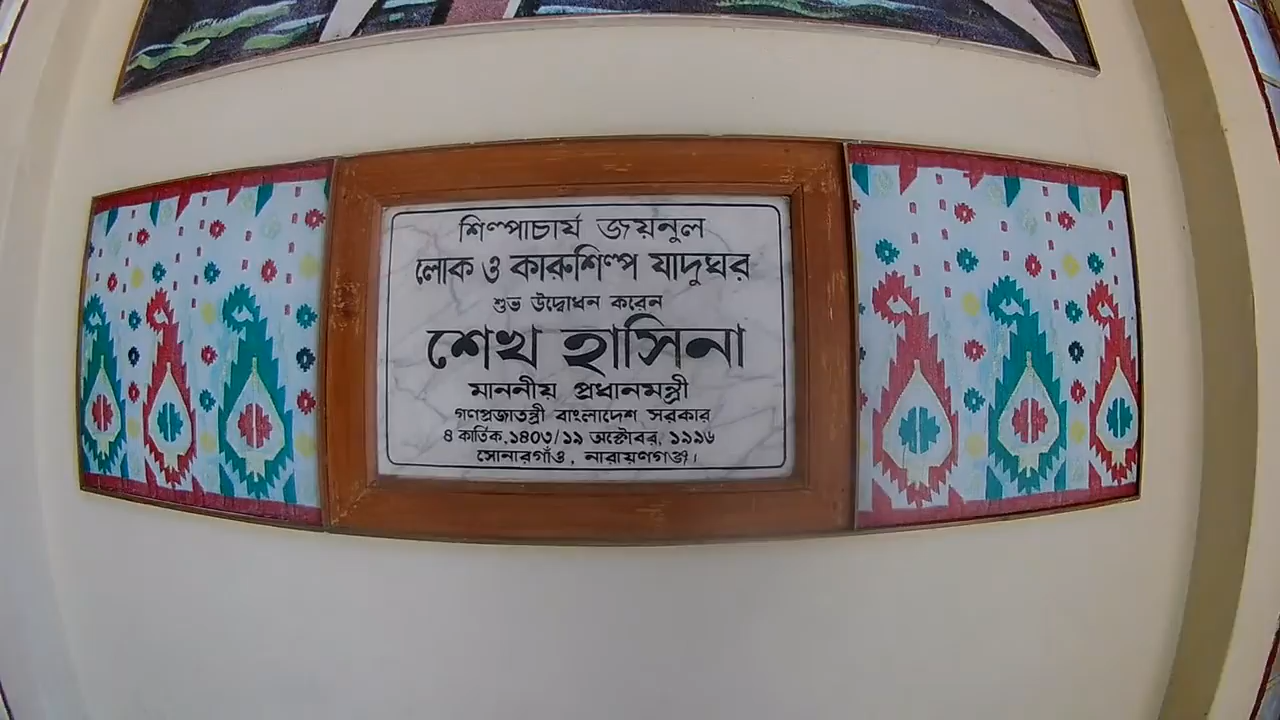 শিল্পাচার্য জয়নুল
লোক ও কারুশিল্প যাদুঘর
শুভ উদ্বোধন করেন
শেখ হাসিনা
মাননীয় প্রধানমন্ত্রী
গণপ্রজাতন্ত্রী বাংলাদেশ সরকার
৪ কার্তিক,১৪০৩/১৯ অক্টোবর, ১৯৯৬
সোনারগাঁও, নারায়ণগঞ্জ।